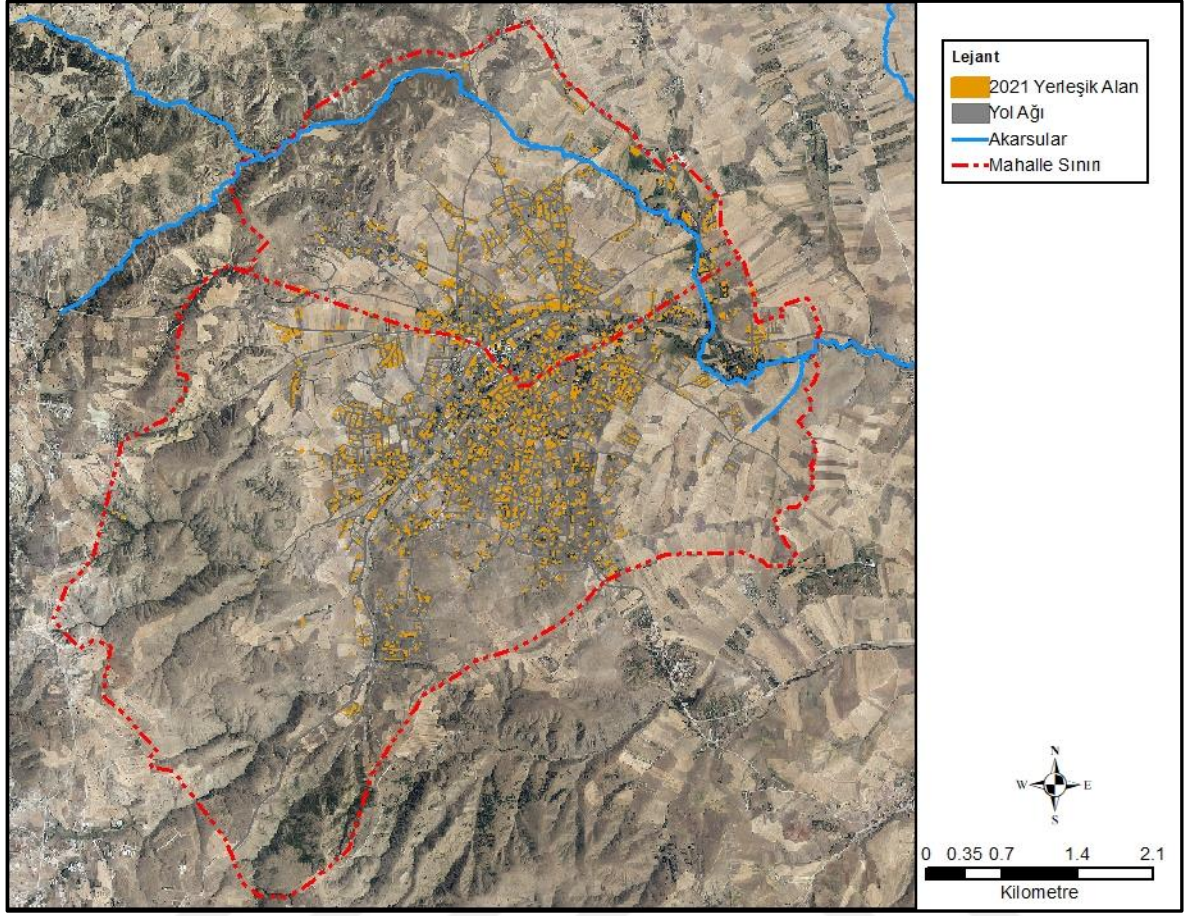 Lejant
2021 Yerleşik Alan
Yol Ağı
Akarsular
Mahalle Sınırı
N
W E
S
0 0.35 0.7 1.4 2.1
Kilometre